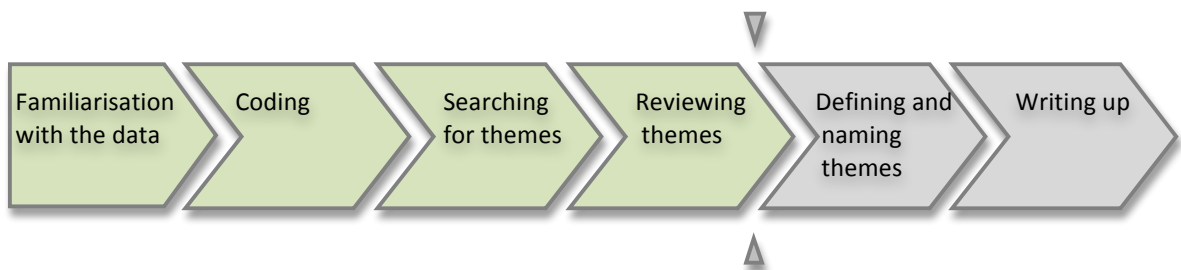 Familiarisation
with the data
Coding
Searching
for themes
Reviewing
themes
Defining and
naming
themes
Writing up